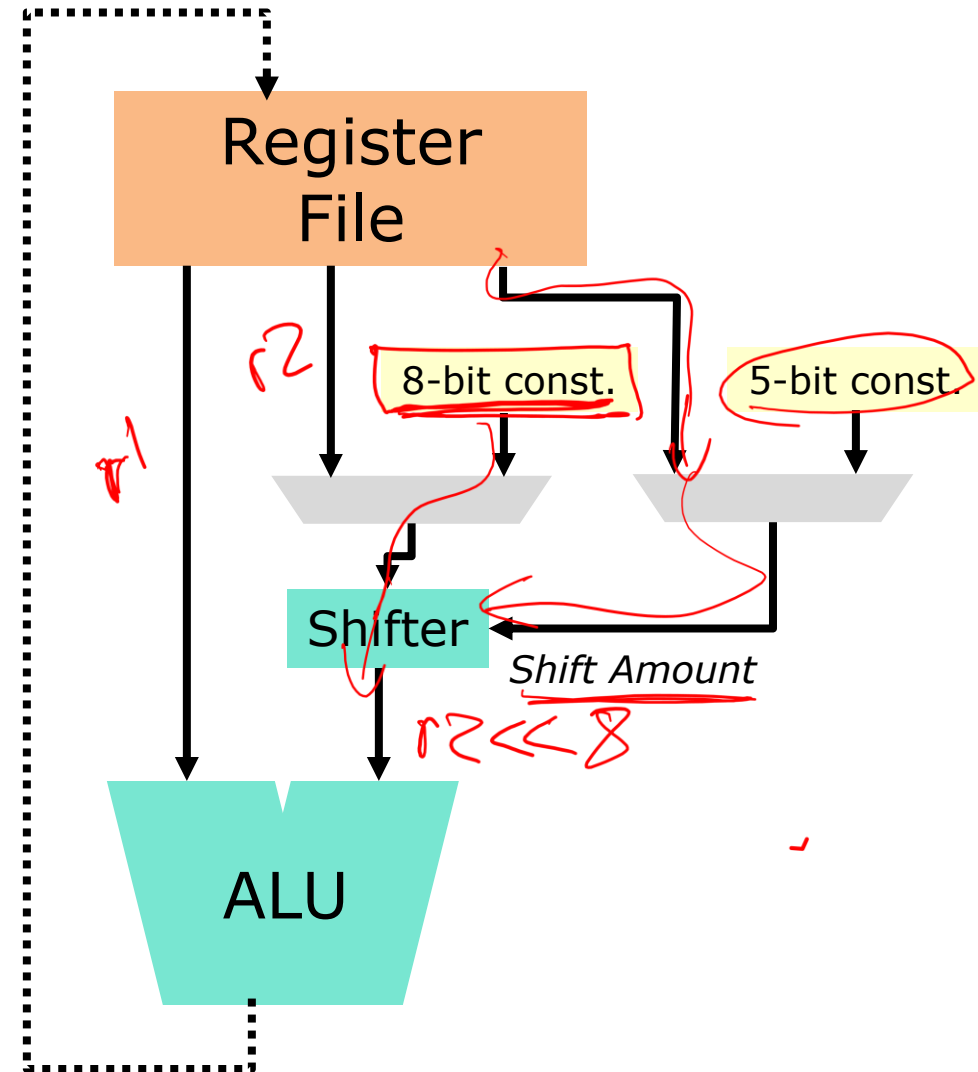 Register
File
r2
8-bit const.
5-bit const.
r1
Shifter
Shift Amount
r2<<8
ALU